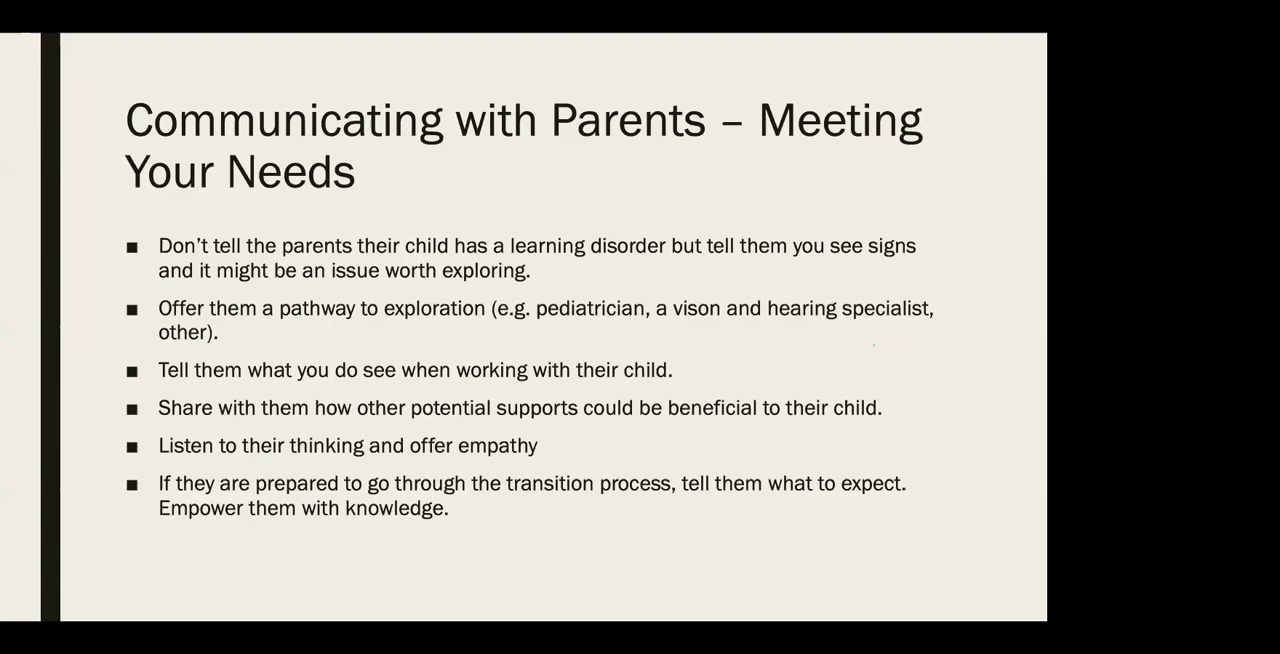 Communicating with Parents – Meeting
Your Needs
■ Don’t tell the parents their child has a learning disorder but tell them you see signs
and it might be an issue worth exploring.
■ Offer them a pathway to exploration (e.g. pediatrician, a vison and hearing specialist,
other).
■ Tell them what you do see when working with their child.
■ Share with them how other potential supports could be beneficial to their child.
■ Listen to their thinking and offer empathy
■ If they are prepared to go through the transition process, tell them what to expect.
Empower them with knowledge.